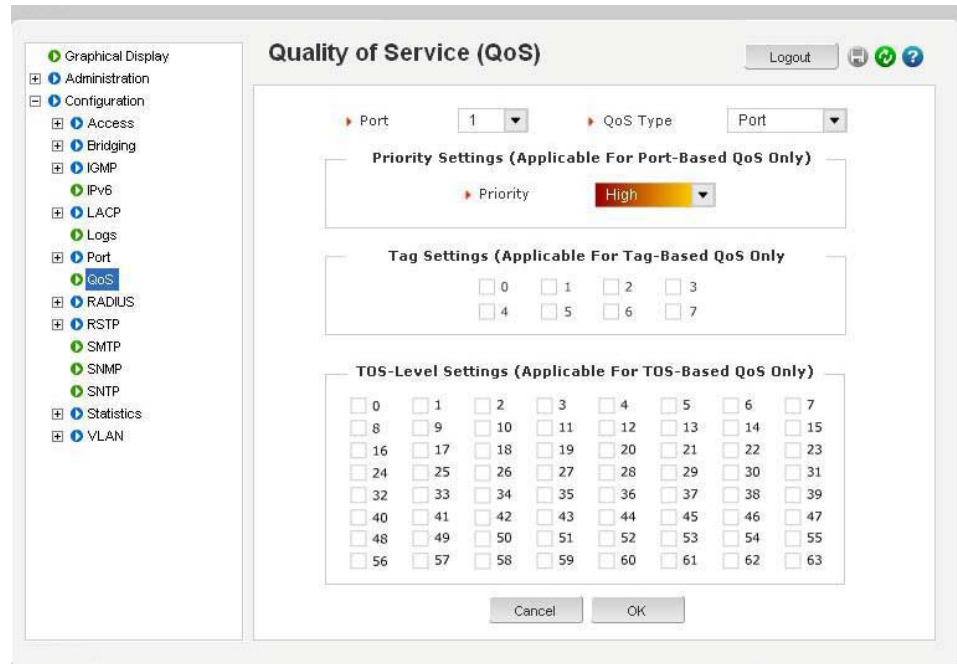 Quality of Service (QoS)
Logout
Graphical Display
Administration
Configuration
Access
Bridging
IGMP
IPv6
LACP
Logs
Port
QoS
RADIUS
RSTP
SMTP
SNMP
SNTP
Statistics
VLAN
Port 1 QoS Type Port
Priority Settings (Applicable For Port-Based QoS Only)
Priority High
Tag Settings (Applicable For Tag-Based QoS Only
0 1 2 3
4 5 6 7
TOS-Level Settings (Applicable For TOS-Based QoS Only)
0 1 2 3 4 5 6 7
8 9 10 11 12 13 14 15
16 17 18 19 20 21 22 23
24 25 26 27 28 29 30 31
32 33 34 35 36 37 38 39
40 41 42 43 44 45 46 47
48 49 50 51 52 53 54 55
56 57 58 59 60 61 62 63
Cancel OK